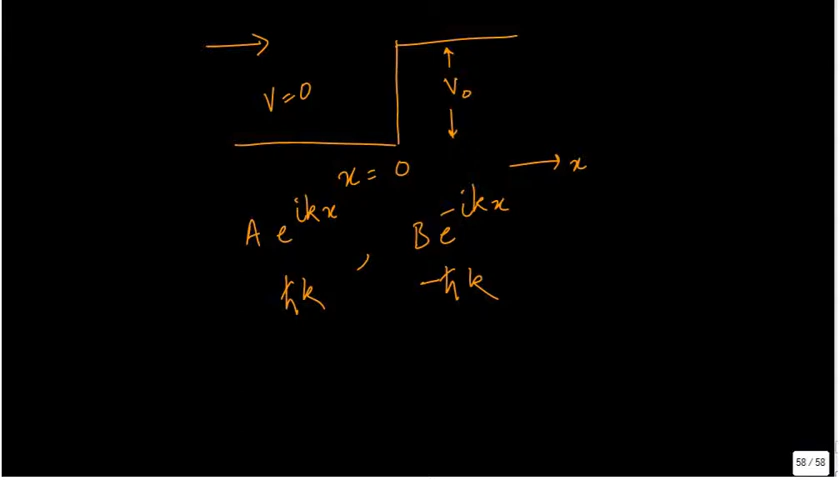 V = 0
V₀
x = 0
x
A e^{ikx} , B e^{-ikx}
ħk
-ħk
58 / 58